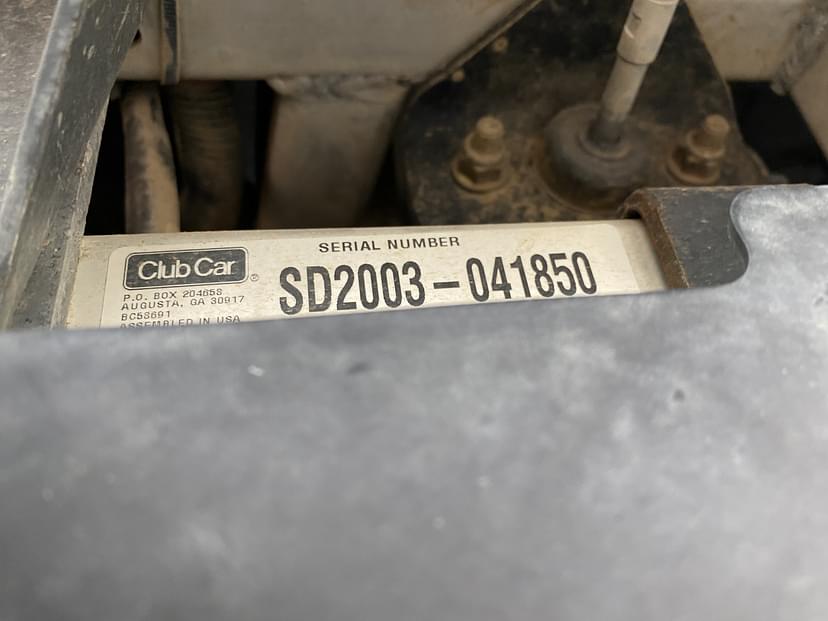 SERIAL NUMBER
Club Car ®
SD2003-041850
P.O. BOX 204658
AUGUSTA, GA 30917
BC58691
ASSEMBLED IN USA